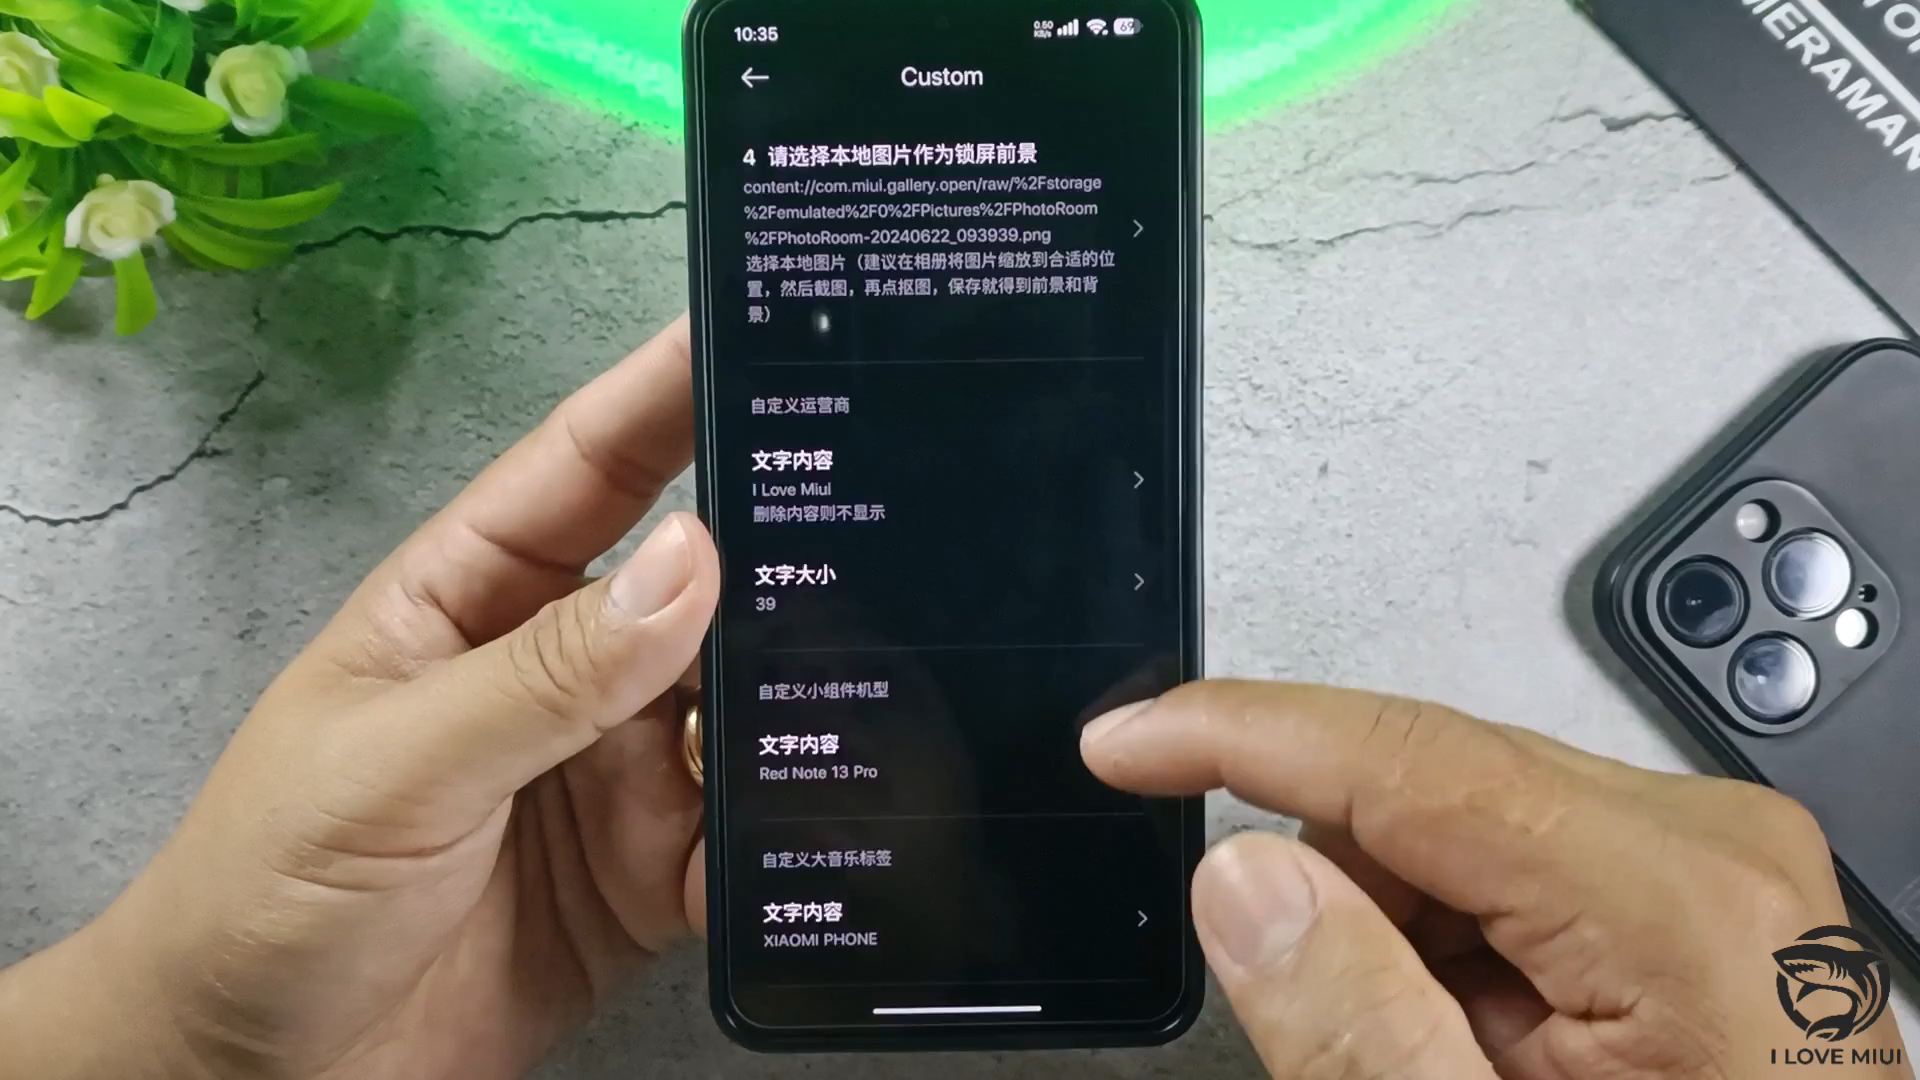 10:35
0.50
KB/s
69
Custom
4 请选择本地图片作为锁屏前景
content://com.miui.gallery.open/raw/%2Fstorage
%2Femulated%2F0%2FPictures%2FPhotoRoom
%2FPhotoRoom-20240622_093939.png
选择本地图片（建议在相册将图片缩放到合适的位
置，然后截图，再点抠图，保存就得到前景和背
景）
自定义运营商
文字内容
I Love Miui
删除内容则不显示
文字大小
39
自定义小组件机型
文字内容
Red Note 13 Pro
自定义大音乐标签
文字内容
XIAOMI PHONE
I LOVE MIUI